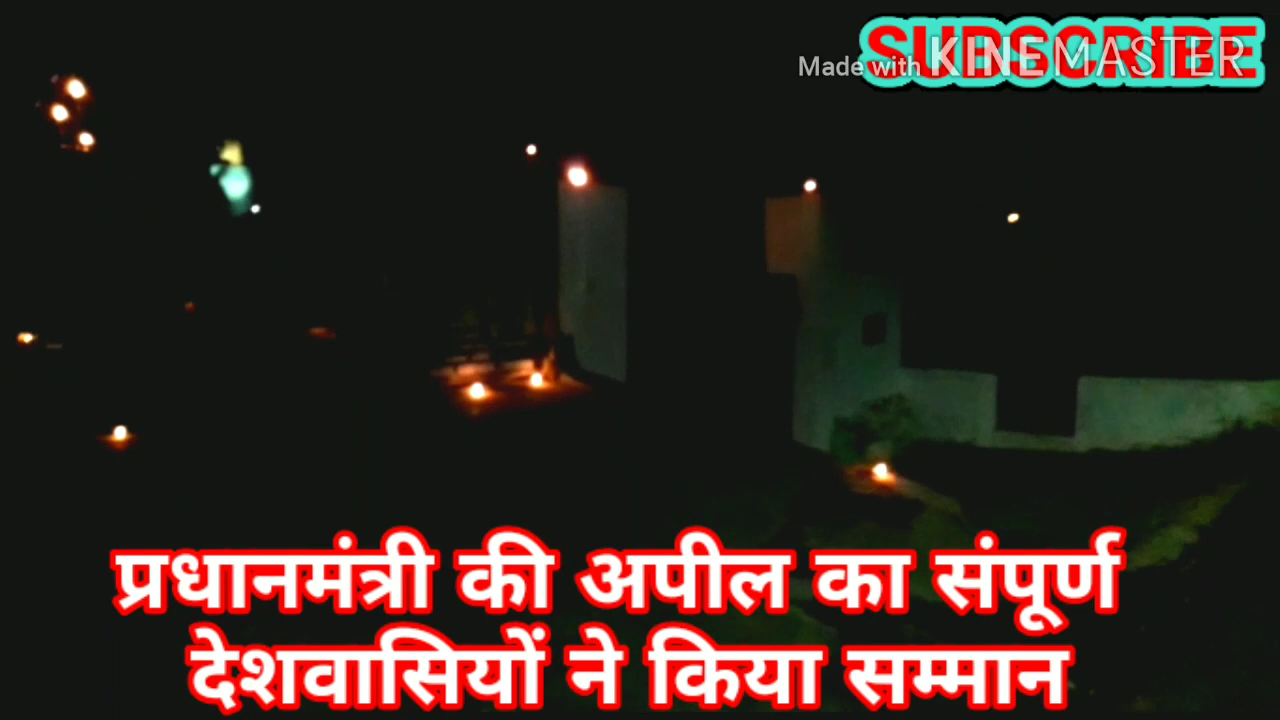 SUBSCRIBE
Made with KINEMASTER
प्रधानमंत्री की अपील का संपूर्ण
देशवासियों ने किया सम्मान